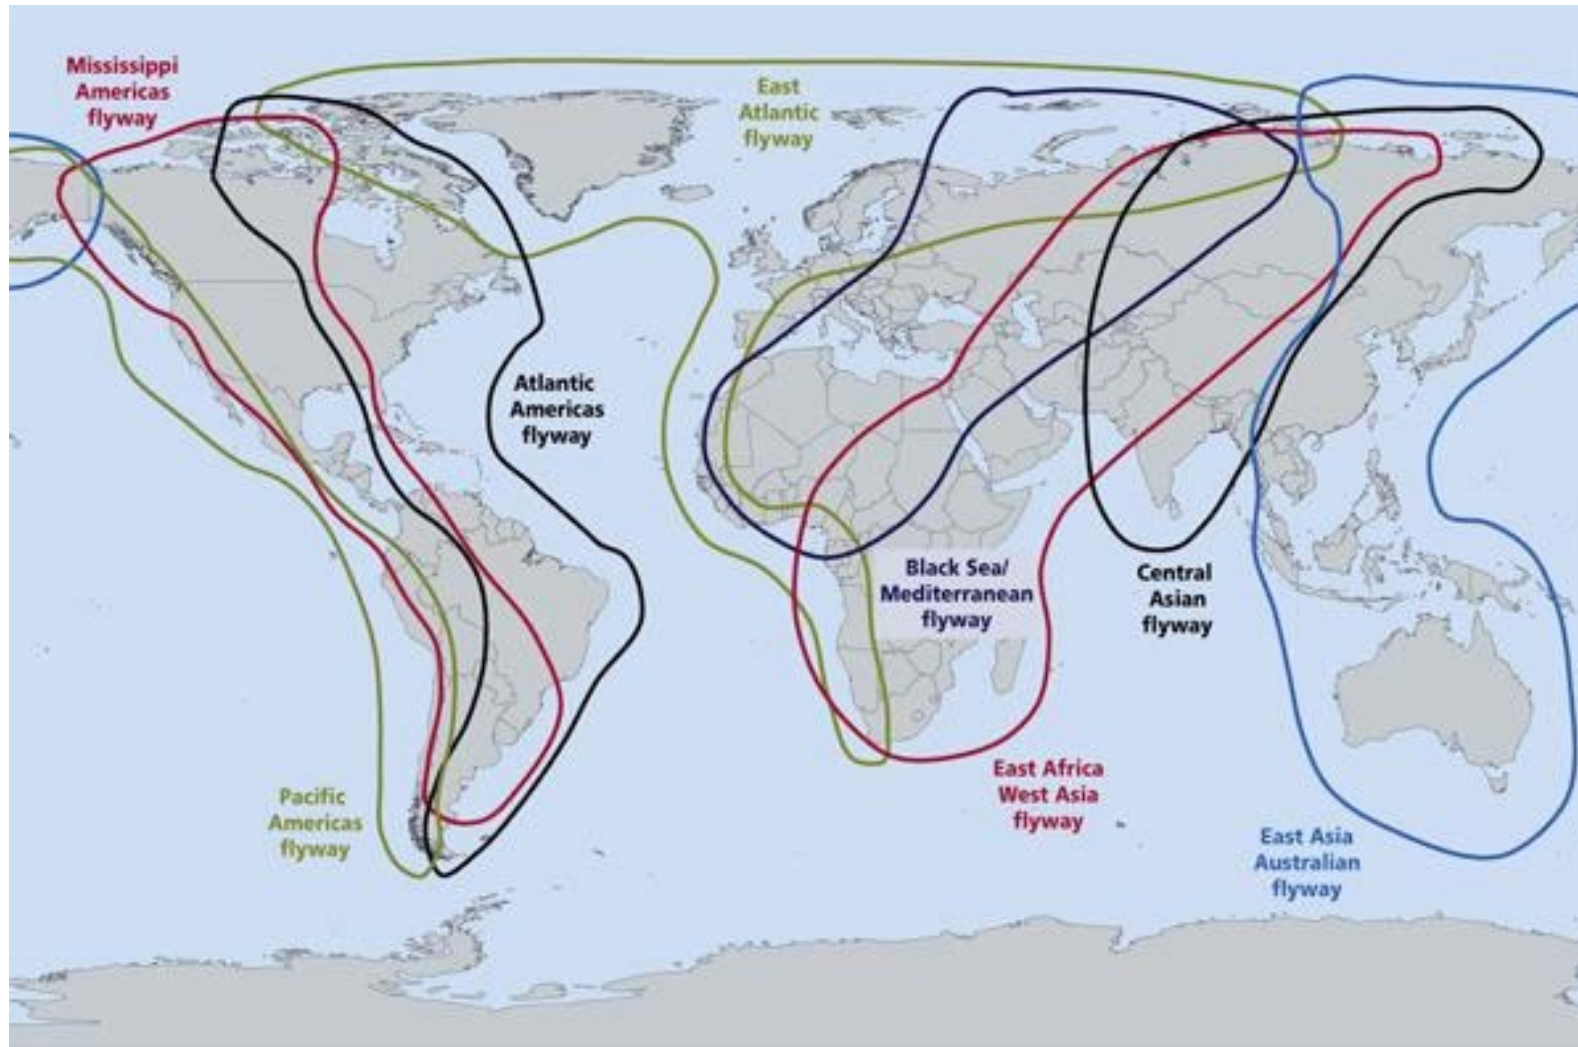 Mississippi
Americas
flyway
East
Atlantic
flyway
Atlantic
Americas
flyway
Black Sea/
Mediterranean
flyway
Central
Asian
flyway
Pacific
Americas
flyway
East Africa
West Asia
flyway
East Asia
Australian
flyway